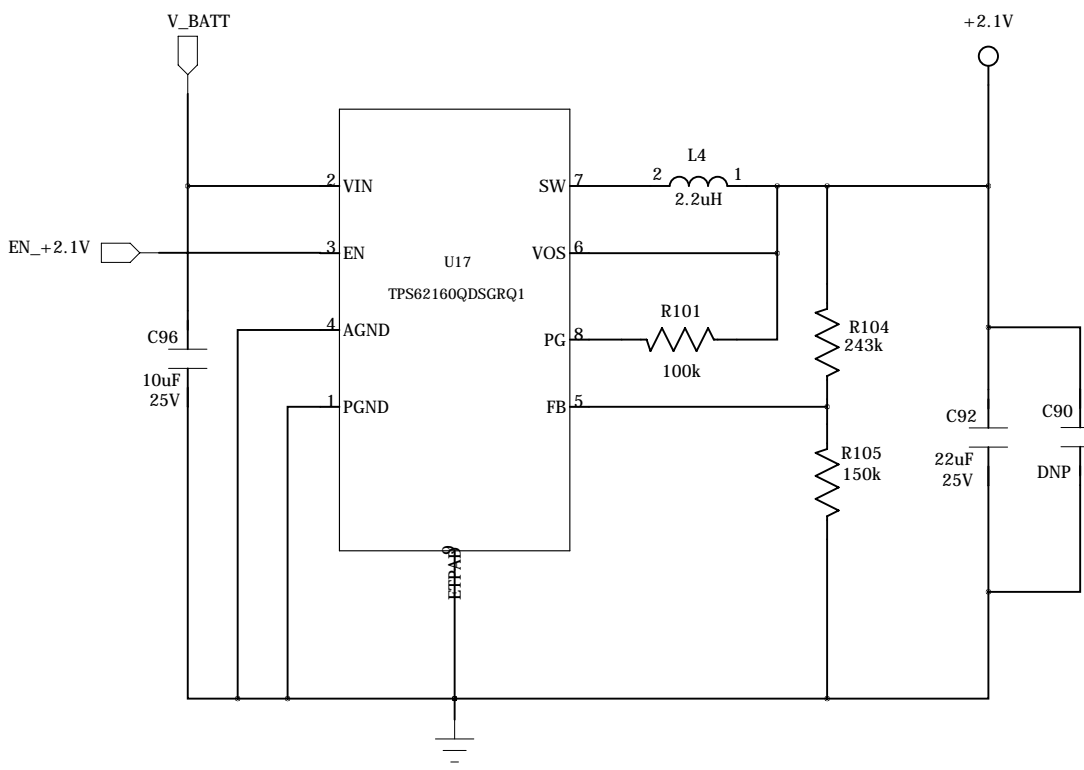 V_BATT
+2.1V
L4
2 1
2.2uH
2 VIN
SW 7
EN_+2.1V
3 EN
VOS 6
U17
TPS62160QDSGRQ1
4 AGND
PG 8
R101
100k
R104
243k
C96
10uF
25V
1 PGND
FB 5
R105
150k
C92
22uF
25V
C90
DNP
9
ETPAD